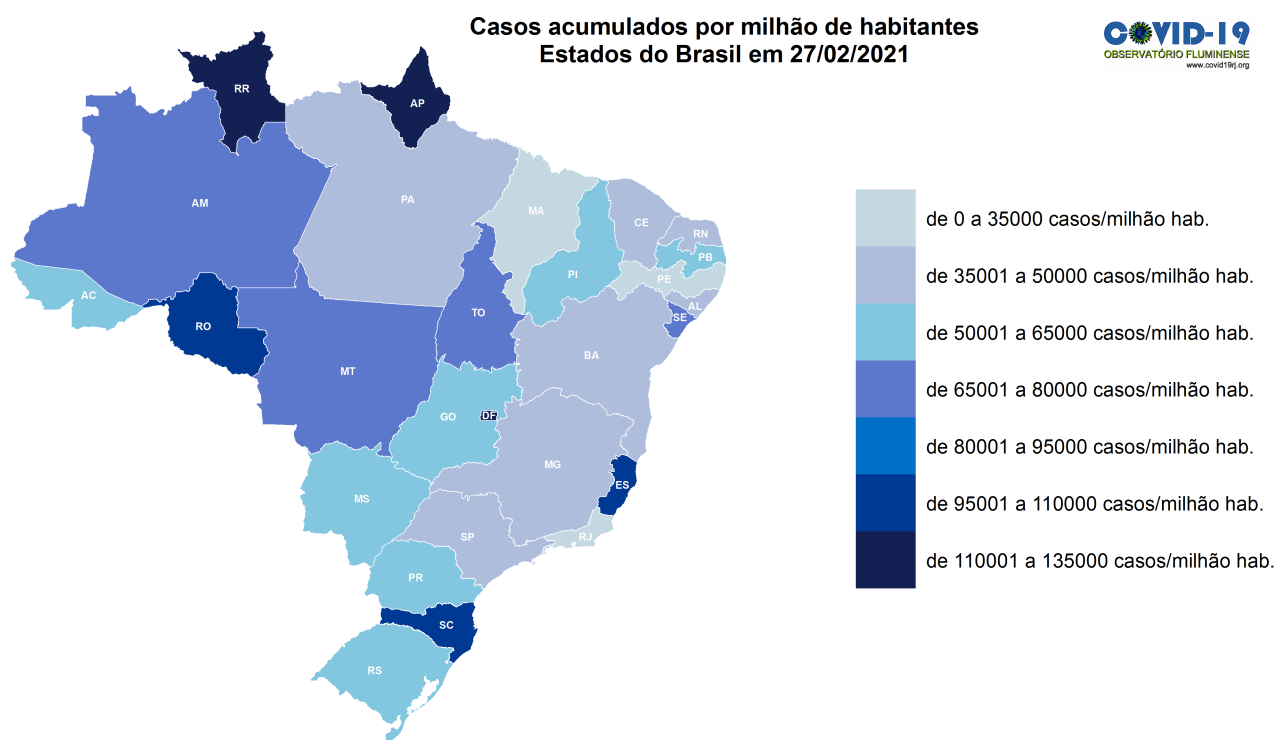 Casos acumulados por milhão de habitantes
Estados do Brasil em 27/02/2021
COVID-19
OBSERVATÓRIO FLUMINENSE
www.covid19rj.org
RR
AP
AM
PA
MA
CE
RN
PB
PI
PE
AL
SE
AC
RO
TO
BA
MT
GO
DF
MG
ES
MS
SP
RJ
PR
SC
RS
de 0 a 35000 casos/milhão hab.
de 35001 a 50000 casos/milhão hab.
de 50001 a 65000 casos/milhão hab.
de 65001 a 80000 casos/milhão hab.
de 80001 a 95000 casos/milhão hab.
de 95001 a 110000 casos/milhão hab.
de 110001 a 135000 casos/milhão hab.